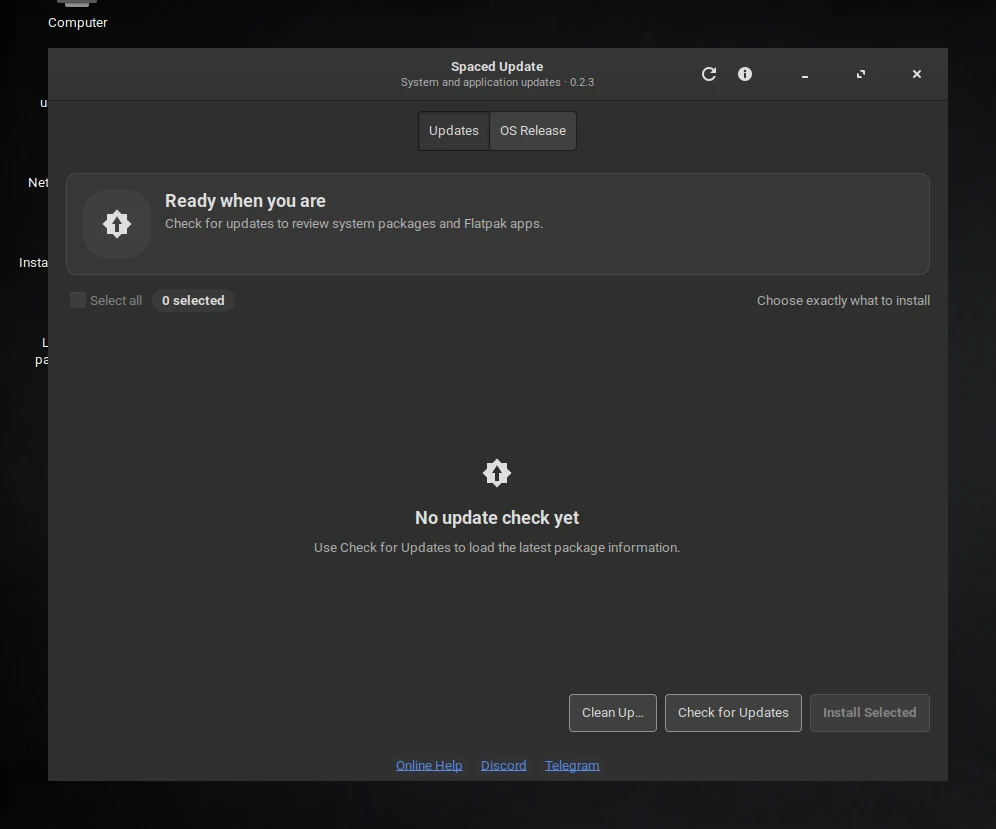 Computer
Spaced Update
System and application updates · 0.2.3
u
Updates
OS Release
Net
Ready when you are
Check for updates to review system packages and Flatpak apps.
Insta
Select all
0 selected
Choose exactly what to install
L
pa
No update check yet
Use Check for Updates to load the latest package information.
Clean Up...
Check for Updates
Install Selected
Online Help
Discord
Telegram